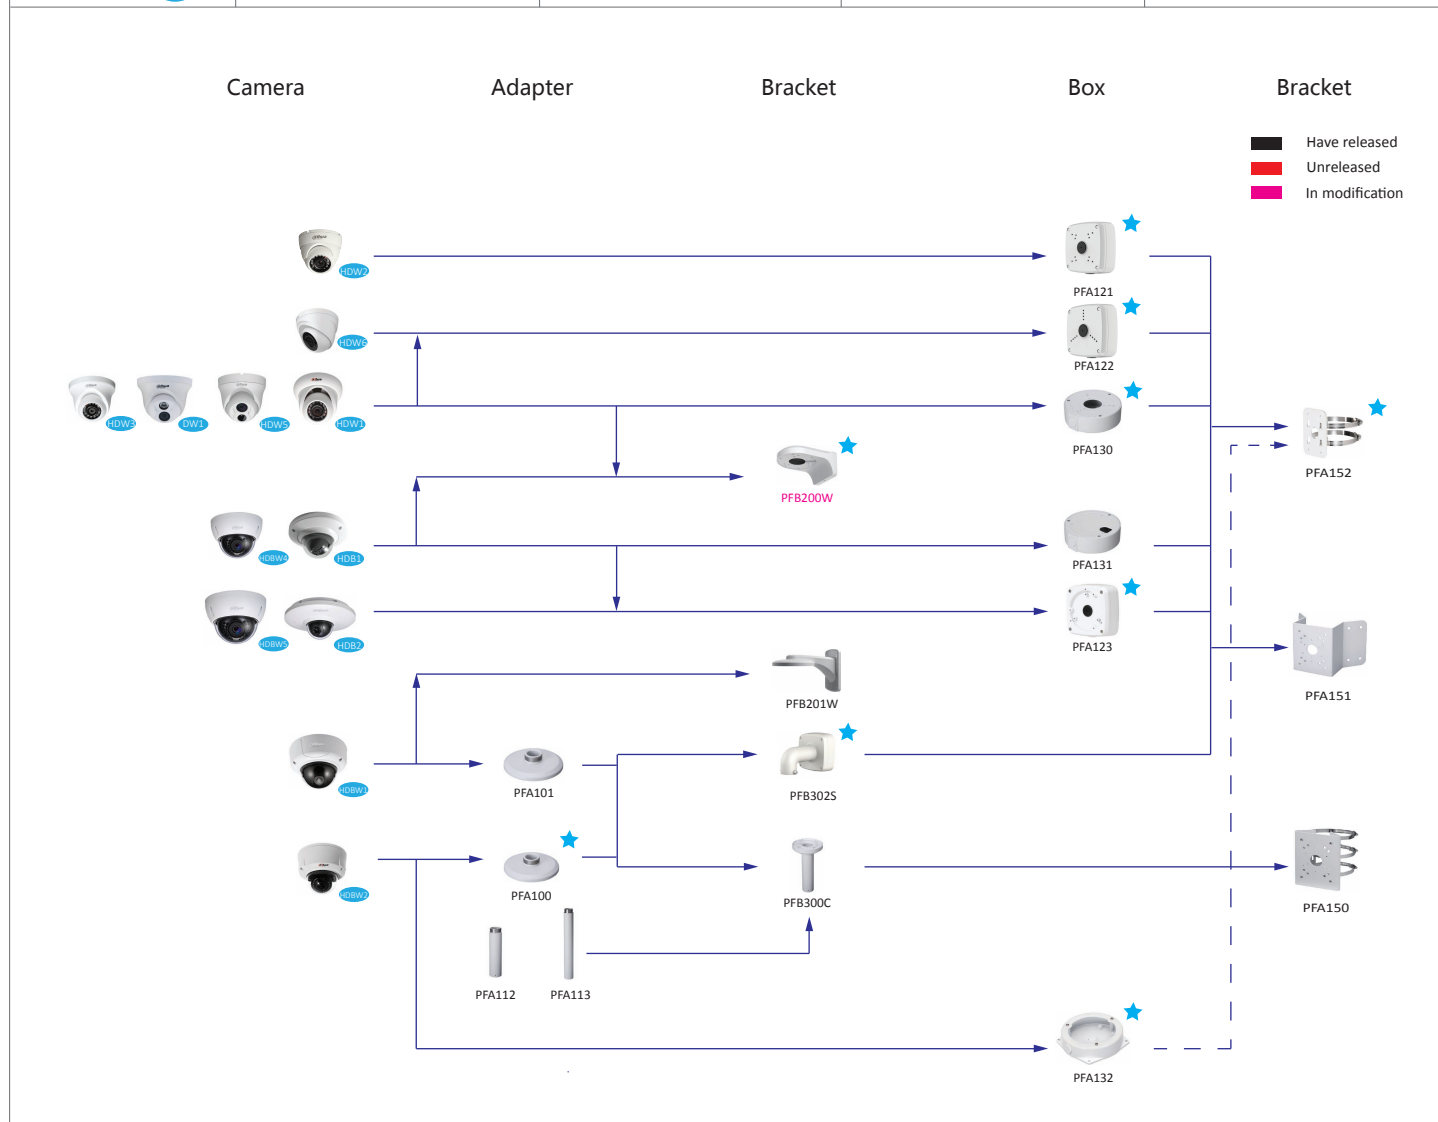 Camera Adapter Bracket Box Bracket
Have released
Unreleased
In modification
HDW2
PFA121
HDW6
PFA122
HDW3 DW1 HDW5 HDW1
PFA130
PFB200W
PFA152
HDBW4 HDB1
PFA131
HDBW5 HDB2
PFA123
PFB201W
PFA151
HDBW1
PFA101
PFB302S
HDBW2
PFA100
PFB300C
PFA150
PFA112 PFA113
PFA132